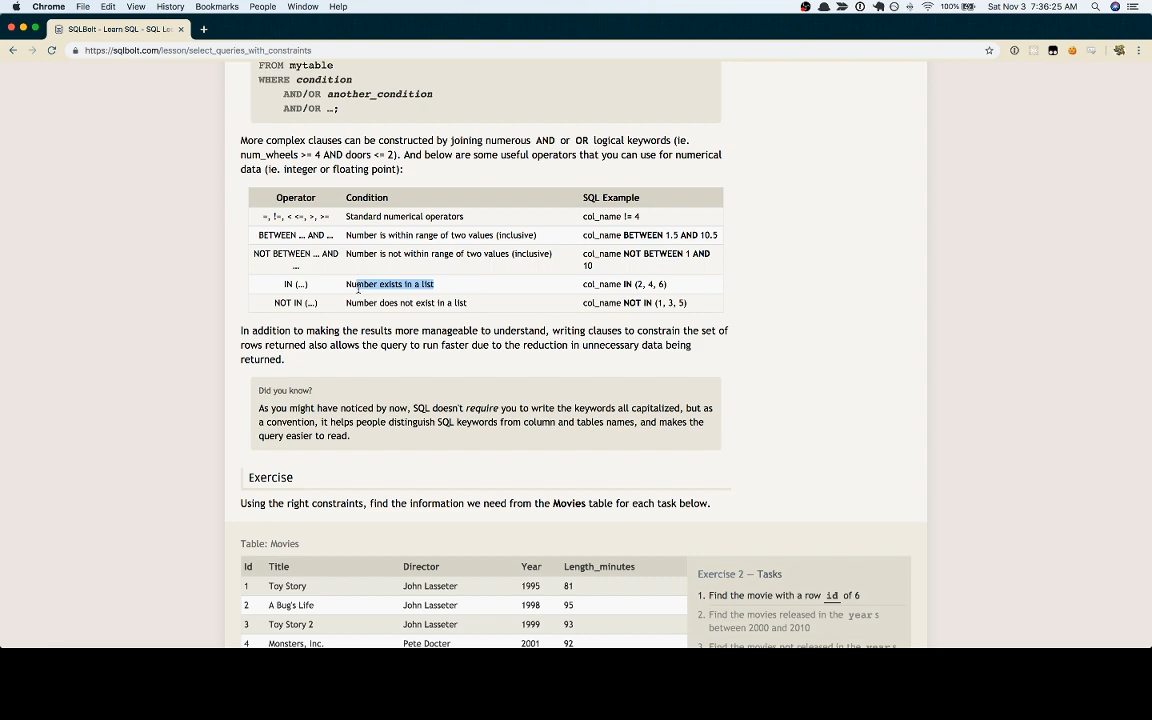 Chrome File Edit View History Bookmarks People Window Help 100% Sat Nov 3 7:36:25 AM
SQLBolt - Learn SQL - SQL Les
https://sqlbolt.com/lesson/select_queries_with_constraints
FROM mytable
WHERE condition
AND/OR another_condition
AND/OR …;
More complex clauses can be constructed by joining numerous AND or OR logical keywords (ie.
num_wheels >= 4 AND doors <= 2). And below are some useful operators that you can use for numerical
data (ie. integer or floating point):
Operator Condition SQL Example
=, !=, < <=, >, >= Standard numerical operators col_name != 4
BETWEEN … AND … Number is within range of two values (inclusive) col_name BETWEEN 1.5 AND 10.5
NOT BETWEEN … AND Number is not within range of two values (inclusive) col_name NOT BETWEEN 1 AND
… 10
IN (…) Number exists in a list col_name IN (2, 4, 6)
NOT IN (…) Number does not exist in a list col_name NOT IN (1, 3, 5)
In addition to making the results more manageable to understand, writing clauses to constrain the set of
rows returned also allows the query to run faster due to the reduction in unnecessary data being
returned.
Did you know?
As you might have noticed by now, SQL doesn't require you to write the keywords all capitalized, but as
a convention, it helps people distinguish SQL keywords from column and tables names, and makes the
query easier to read.
Exercise
Using the right constraints, find the information we need from the Movies table for each task below.
Table: Movies
Id Title Director Year Length_minutes
1 Toy Story John Lasseter 1995 81
2 A Bug's Life John Lasseter 1998 95
3 Toy Story 2 John Lasseter 1999 93
4 Monsters, Inc. Pete Docter 2001 92
Exercise 2 — Tasks
1. Find the movie with a row id of 6
2. Find the movies released in the years
between 2000 and 2010
3. Find the movies not released in the years